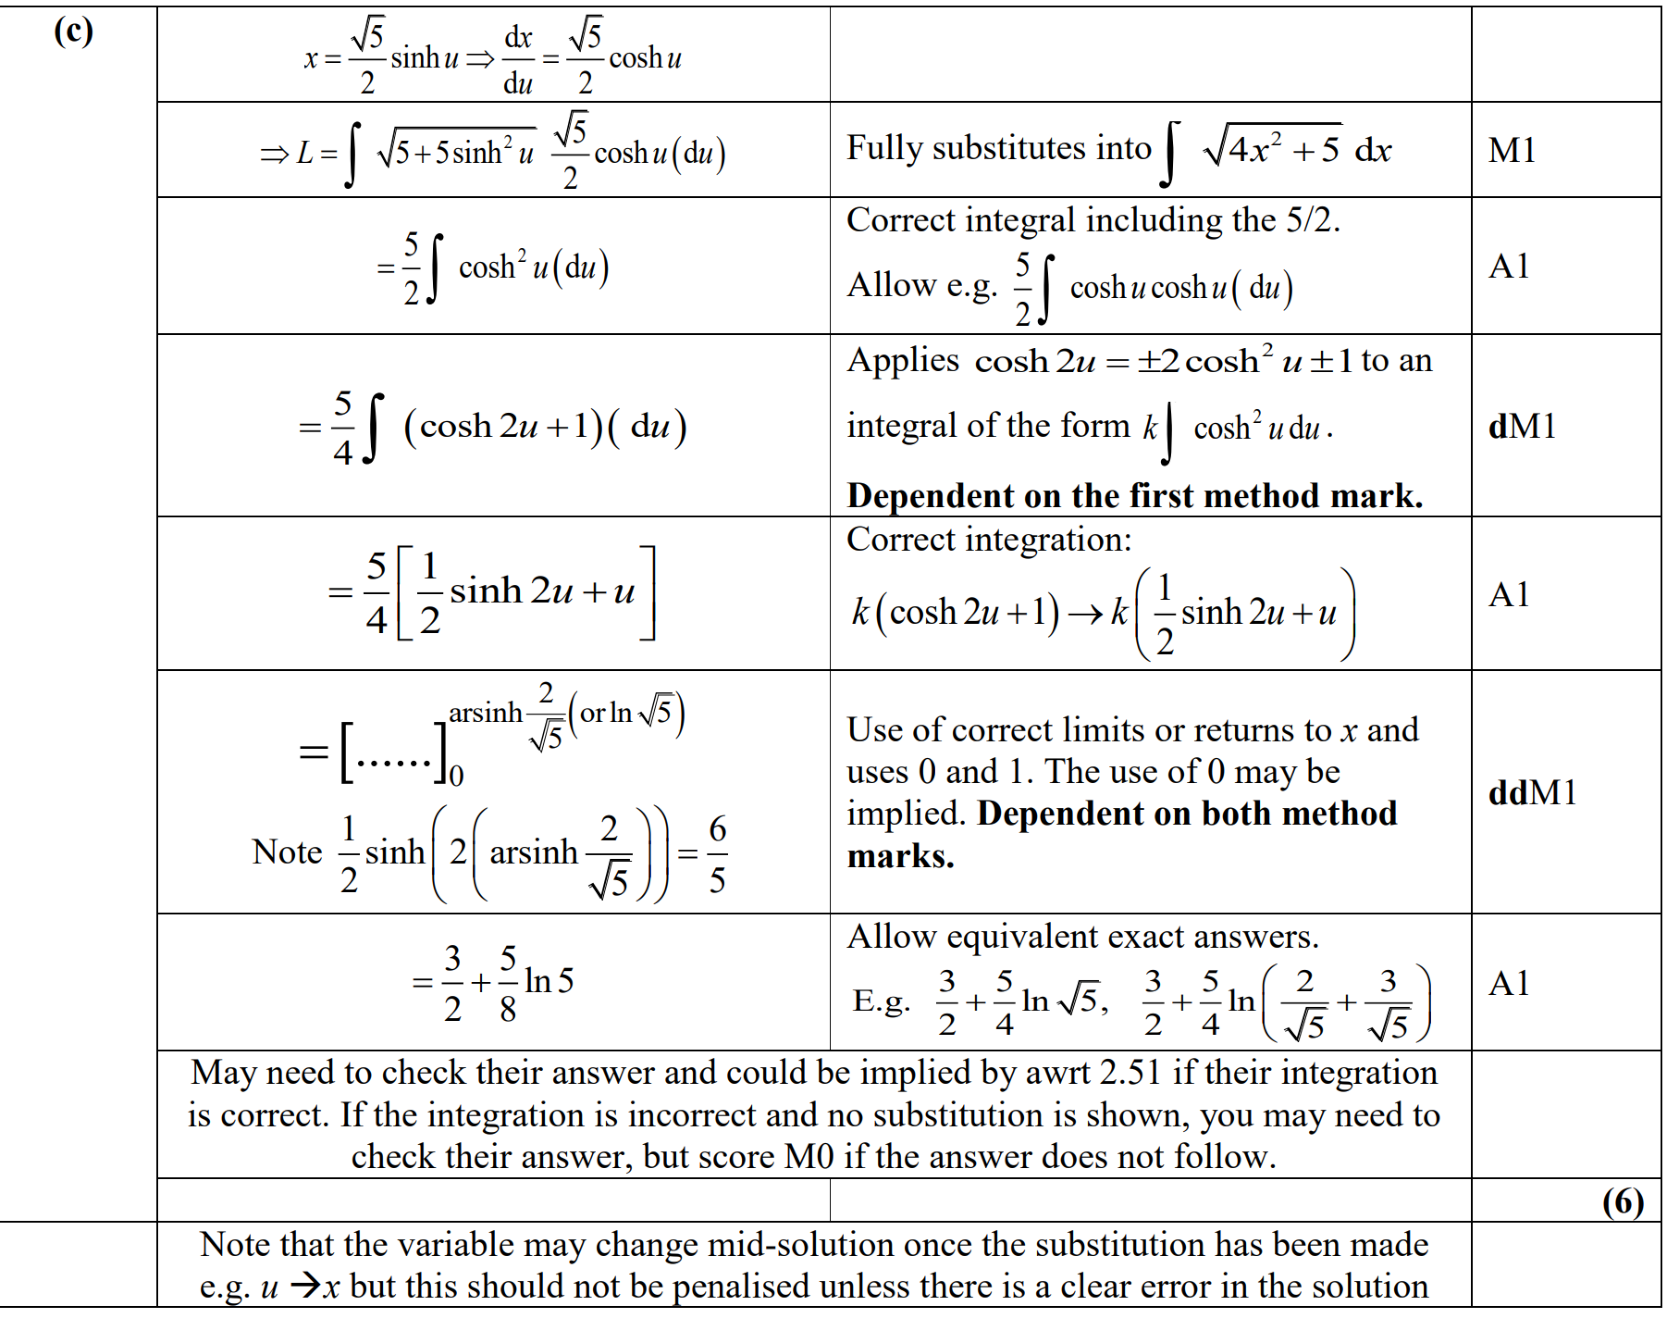 (c)
x = √5/2 sinh u ⇒ dx/du = √5/2 cosh u
⇒ L = ∫ √(5 + 5 sinh² u) √5/2 cosh u (du)
Fully substitutes into ∫ √(4x² + 5) dx
M1
= 5/2 ∫ cosh² u (du)
Correct integral including the 5/2.
Allow e.g. 5/2 ∫ cosh u cosh u ( du)
A1
= 5/4 ∫ (cosh 2u + 1)( du)
Applies cosh 2u = ±2 cosh² u ± 1 to an
integral of the form k∫ cosh² u du .
Dependent on the first method mark.
dM1
= 5/4 [1/2 sinh 2u + u]
Correct integration:
k (cosh 2u + 1) → k (1/2 sinh 2u + u)
A1
= [......]₀^(arsinh 2/√5 (or ln √5))
Note 1/2 sinh(2(arsinh 2/√5)) = 6/5
Use of correct limits or returns to x and
uses 0 and 1. The use of 0 may be
implied. Dependent on both method
marks.
ddM1
= 3/2 + 5/8 ln 5
Allow equivalent exact answers.
E.g. 3/2 + 5/4 ln √5, 3/2 + 5/4 ln(2/√5 + 3/√5)
A1
May need to check their answer and could be implied by awrt 2.51 if their integration
is correct. If the integration is incorrect and no substitution is shown, you may need to
check their answer, but score M0 if the answer does not follow.
(6)
Note that the variable may change mid-solution once the substitution has been made
e.g. u →x but this should not be penalised unless there is a clear error in the solution